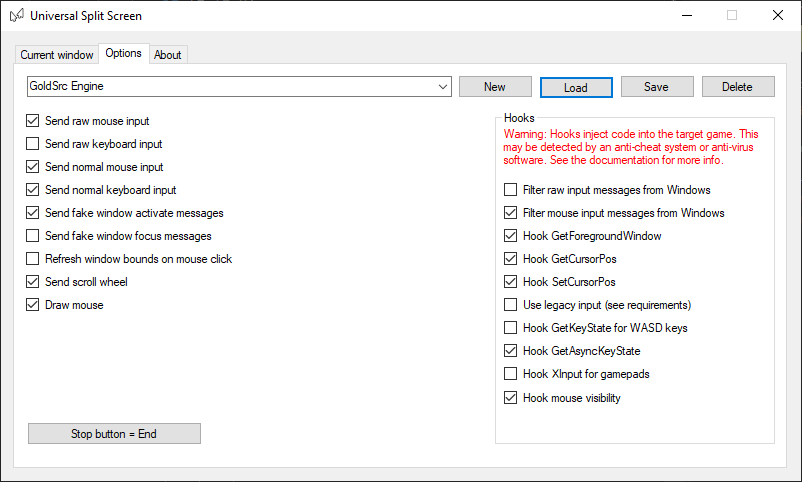 Universal Split Screen
Current window Options About
GoldSrc Engine New Load Save Delete
Send raw mouse input
Send raw keyboard input
Send normal mouse input
Send normal keyboard input
Send fake window activate messages
Send fake window focus messages
Refresh window bounds on mouse click
Send scroll wheel
Draw mouse
Stop button = End
Hooks
Warning: Hooks inject code into the target game. This
may be detected by an anti-cheat system or anti-virus
software. See the documentation for more info.
Filter raw input messages from Windows
Filter mouse input messages from Windows
Hook GetForegroundWindow
Hook GetCursorPos
Hook SetCursorPos
Use legacy input (see requirements)
Hook GetKeyState for WASD keys
Hook GetAsyncKeyState
Hook XInput for gamepads
Hook mouse visibility